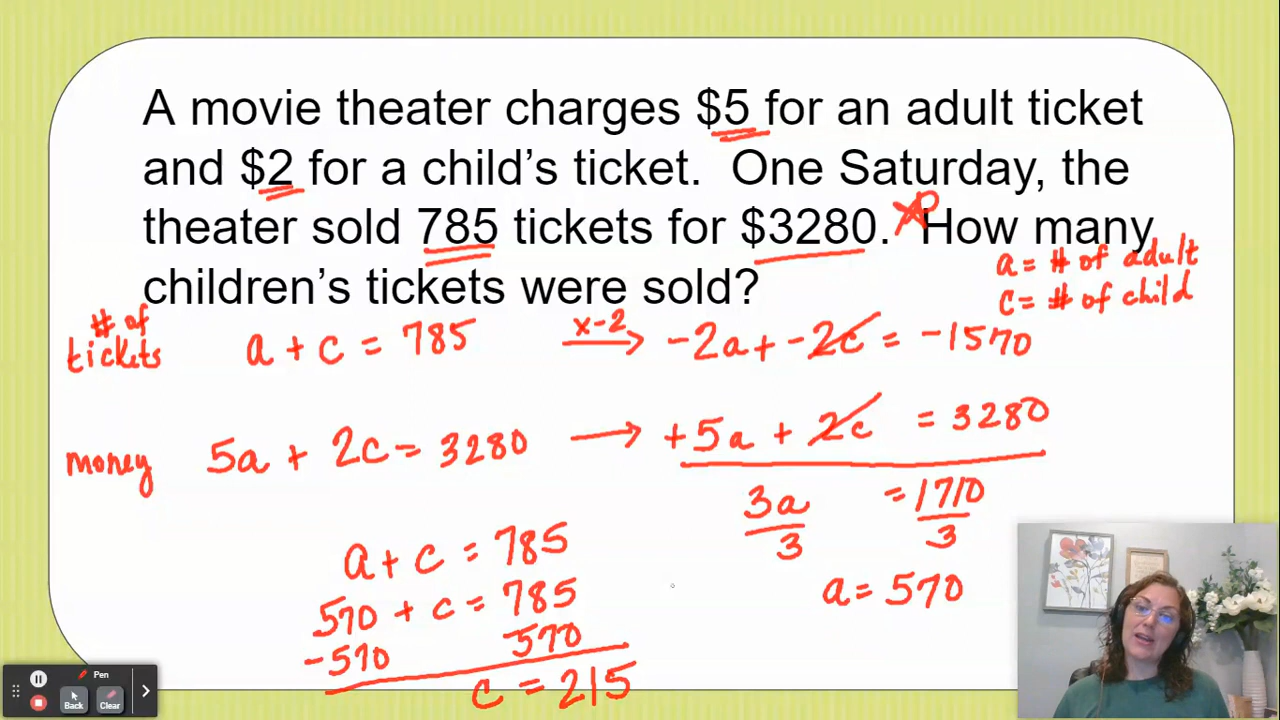 A movie theater charges $5 for an adult ticket
and $2 for a child's ticket. One Saturday, the
theater sold 785 tickets for $3280. How many
children's tickets were sold?
a = # of adult
c = # of child
# of
tickets
a + c = 785
x-2
-2a + -2c = -1570
money
5a + 2c = 3280
+5a + 2c = 3280
3a = 1710
3 3
a = 570
a + c = 785
570 + c = 785
-570 570
c = 215
Pen
Back
Clear